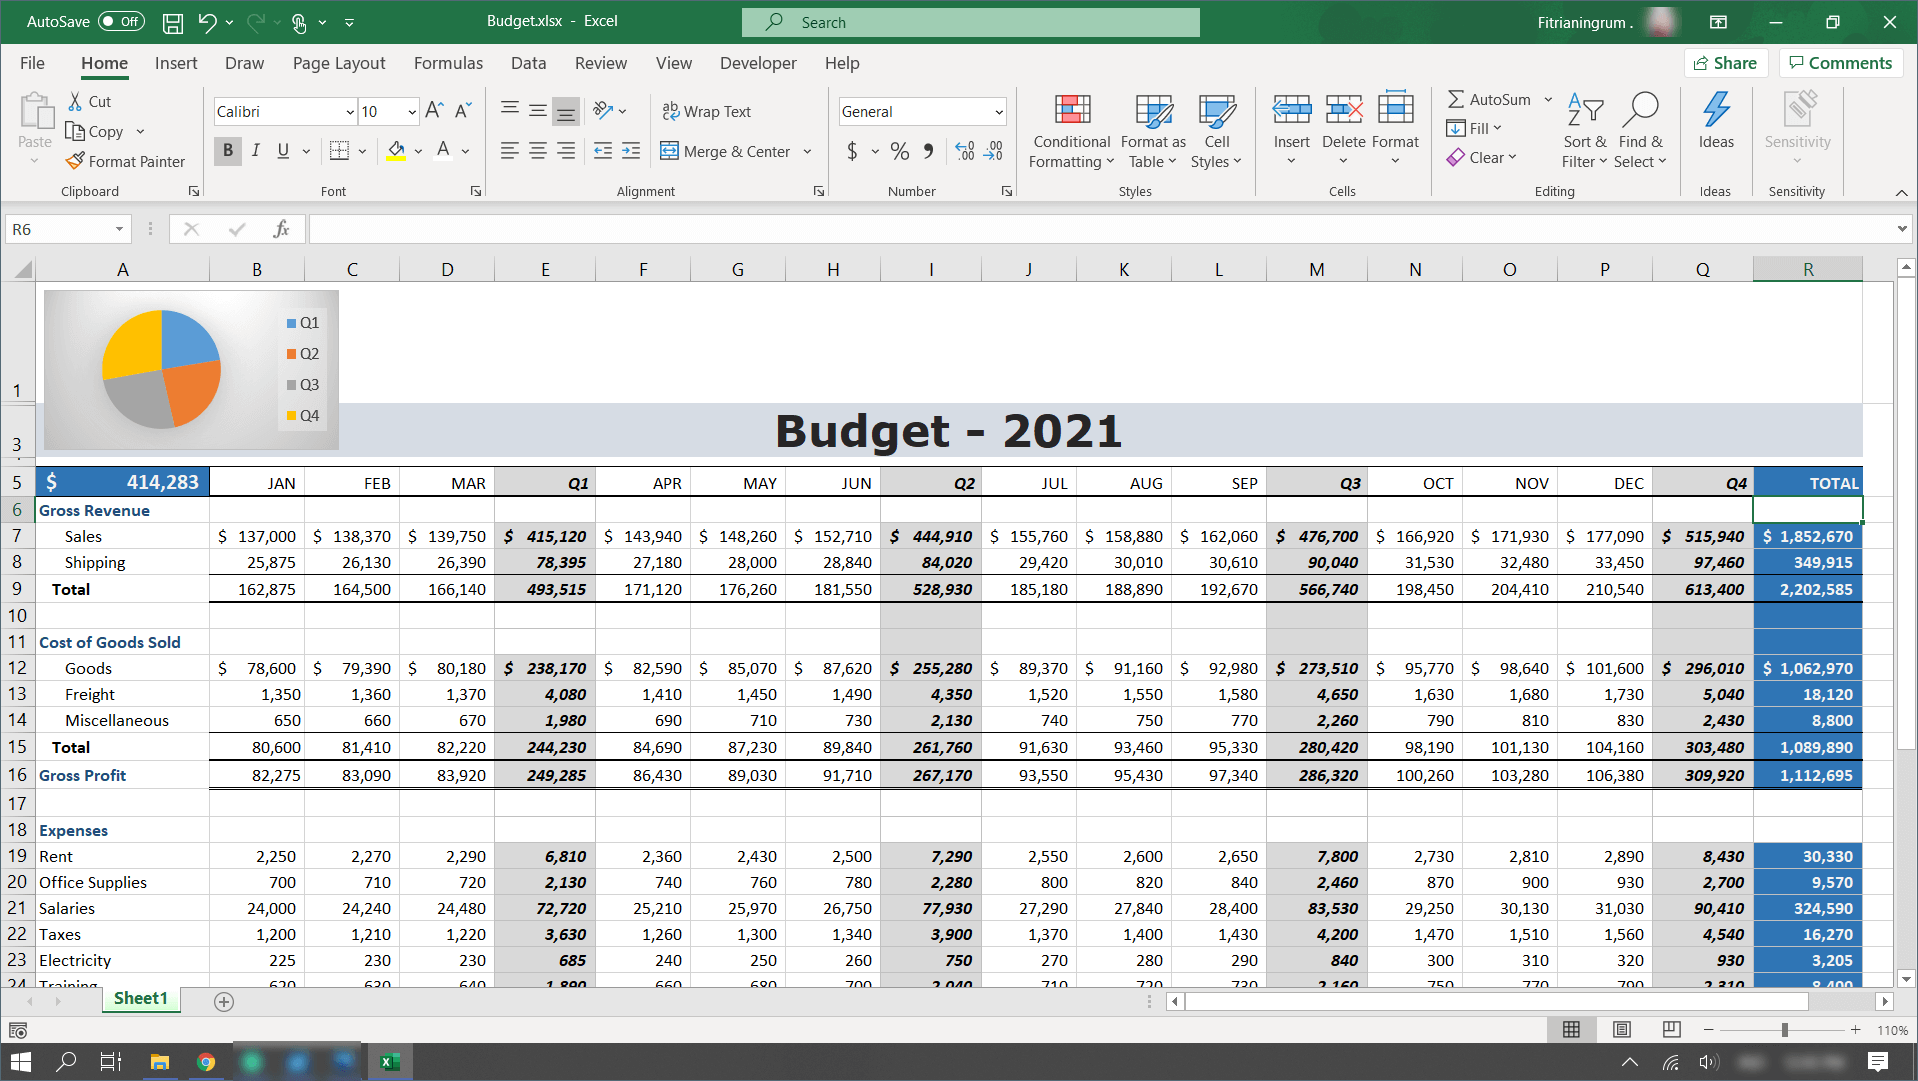 AutoSave Off Budget.xlsx - Excel Search Fitrianingrum .
File Home Insert Draw Page Layout Formulas Data Review View Developer Help Share Comments
Paste Cut Copy Format Painter
Clipboard
Calibri 10 A A
B I U A
Font
ab Wrap Text
Merge & Center
Alignment
General
$ % 9 .00 .00
Number
Conditional Formatting Format as Table Cell Styles
Styles
Insert Delete Format
Cells
AutoSum Fill Clear Sort & Filter Find & Select
Editing
Ideas
Ideas
Sensitivity
Sensitivity
R6 fx
A B C D E F G H I J K L M N O P Q R
1
Q1
Q2
Q3
Q4
3 Budget - 2021
5 $ 414,283 JAN FEB MAR Q1 APR MAY JUN Q2 JUL AUG SEP Q3 OCT NOV DEC Q4 TOTAL
6 Gross Revenue
7 Sales $ 137,000 $ 138,370 $ 139,750 $ 415,120 $ 143,940 $ 148,260 $ 152,710 $ 444,910 $ 155,760 $ 158,880 $ 162,060 $ 476,700 $ 166,920 $ 171,930 $ 177,090 $ 515,940 $ 1,852,670
8 Shipping 25,875 26,130 26,390 78,395 27,180 28,000 28,840 84,020 29,420 30,010 30,610 90,040 31,530 32,480 33,450 97,460 349,915
9 Total 162,875 164,500 166,140 493,515 171,120 176,260 181,550 528,930 185,180 188,890 192,670 566,740 198,450 204,410 210,540 613,400 2,202,585
10
11 Cost of Goods Sold
12 Goods $ 78,600 $ 79,390 $ 80,180 $ 238,170 $ 82,590 $ 85,070 $ 87,620 $ 255,280 $ 89,370 $ 91,160 $ 92,980 $ 273,510 $ 95,770 $ 98,640 $ 101,600 $ 296,010 $ 1,062,970
13 Freight 1,350 1,360 1,370 4,080 1,410 1,450 1,490 4,350 1,520 1,550 1,580 4,650 1,630 1,680 1,730 5,040 18,120
14 Miscellaneous 650 660 670 1,980 690 710 730 2,130 740 750 770 2,260 790 810 830 2,430 8,800
15 Total 80,600 81,410 82,220 244,230 84,690 87,230 89,840 261,760 91,630 93,460 95,330 280,420 98,190 101,130 104,160 303,480 1,089,890
16 Gross Profit 82,275 83,090 83,920 249,285 86,430 89,030 91,710 267,170 93,550 95,430 97,340 286,320 100,260 103,280 106,380 309,920 1,112,695
17
18 Expenses
19 Rent 2,250 2,270 2,290 6,810 2,360 2,430 2,500 7,290 2,550 2,600 2,650 7,800 2,730 2,810 2,890 8,430 30,330
20 Office Supplies 700 710 720 2,130 740 760 780 2,280 800 820 840 2,460 870 900 930 2,700 9,570
21 Salaries 24,000 24,240 24,480 72,720 25,210 25,970 26,750 77,930 27,290 27,840 28,400 83,530 29,250 30,130 31,030 90,410 324,590
22 Taxes 1,200 1,210 1,220 3,630 1,260 1,300 1,340 3,900 1,370 1,400 1,430 4,200 1,470 1,510 1,560 4,540 16,270
23 Electricity 225 230 230 685 240 250 260 750 270 280 290 840 300 310 320 930 3,205
24 Training 620 630 640 1,890 660 680 700 2,040 710 720 730 2,160 750 770 790 2,310 8,400
Sheet1
110%